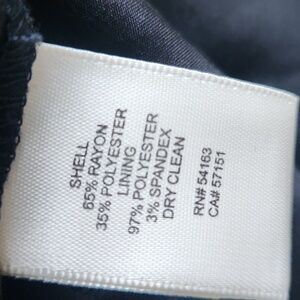 SHELL
65% RAYON
35% POLYESTER
LINING
97% POLYESTER
3% SPANDEX
DRY CLEAN
RN# 54163
CA# 57151